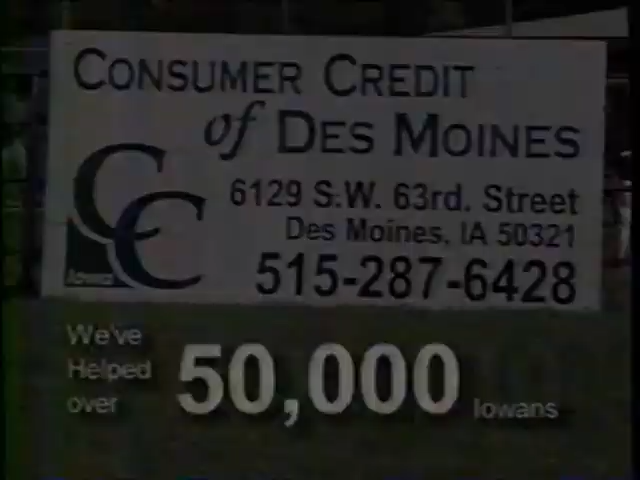 CONSUMER CREDIT
of DES MOINES
CC
6129 S.W. 63rd. Street
Des Moines, IA 50321
515-287-6428
We've
Helped
over
50,000
Iowans